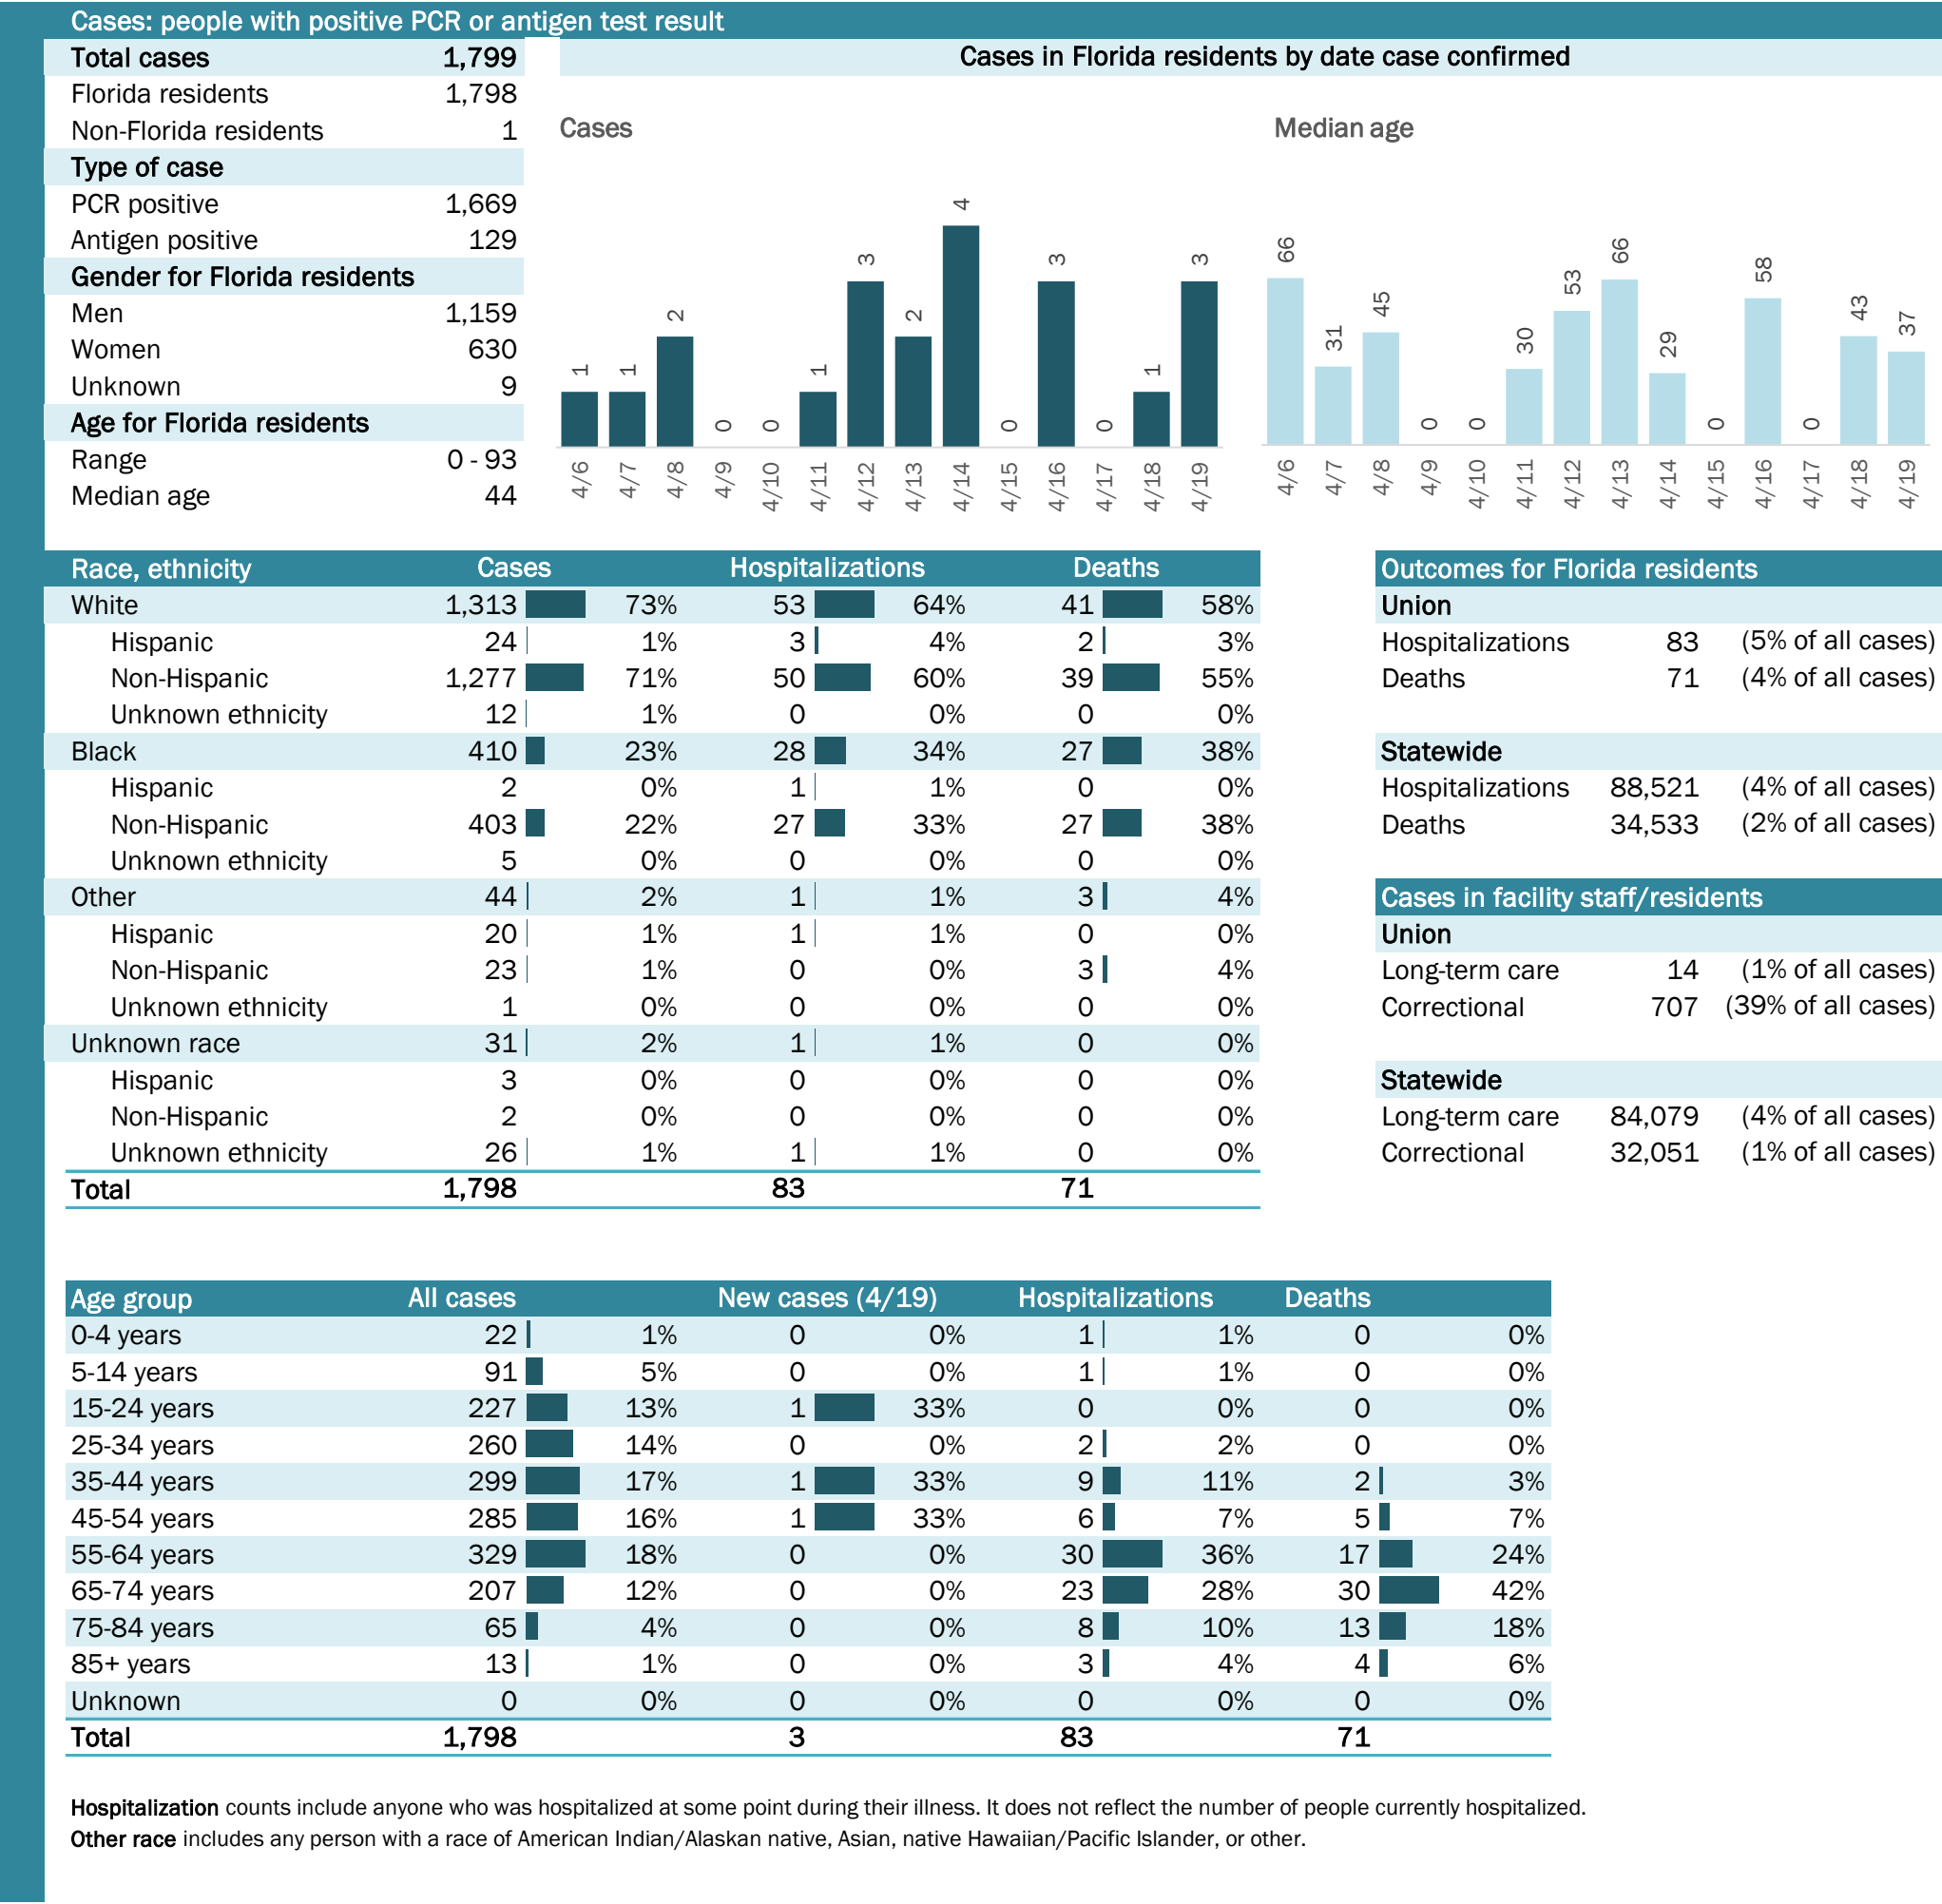 Cases: people with positive PCR or antigen test result
Total cases 1,799
Florida residents 1,798
Non-Florida residents 1
Type of case
PCR positive 1,669
Antigen positive 129
Gender for Florida residents
Men 1,159
Women 630
Unknown 9
Age for Florida residents
Range 0 - 93
Median age 44
Cases in Florida residents by date case confirmed
Cases
1 1 2 0 0 1 3 2 4 0 3 0 1 3
4/6 4/7 4/8 4/9 4/10 4/11 4/12 4/13 4/14 4/15 4/16 4/17 4/18 4/19
Median age
66 31 45 0 0 30 53 66 29 0 58 0 43 37
4/6 4/7 4/8 4/9 4/10 4/11 4/12 4/13 4/14 4/15 4/16 4/17 4/18 4/19
Race, ethnicity Cases Hospitalizations Deaths
White 1,313 73% 53 64% 41 58%
Hispanic 24 1% 3 4% 2 3%
Non-Hispanic 1,277 71% 50 60% 39 55%
Unknown ethnicity 12 1% 0 0% 0 0%
Black 410 23% 28 34% 27 38%
Hispanic 2 0% 1 1% 0 0%
Non-Hispanic 403 22% 27 33% 27 38%
Unknown ethnicity 5 0% 0 0% 0 0%
Other 44 2% 1 1% 3 4%
Hispanic 20 1% 1 1% 0 0%
Non-Hispanic 23 1% 0 0% 3 4%
Unknown ethnicity 1 0% 0 0% 0 0%
Unknown race 31 2% 1 1% 0 0%
Hispanic 3 0% 0 0% 0 0%
Non-Hispanic 2 0% 0 0% 0 0%
Unknown ethnicity 26 1% 1 1% 0 0%
Total 1,798 83 71
Outcomes for Florida residents
Union
Hospitalizations 83 (5% of all cases)
Deaths 71 (4% of all cases)
Statewide
Hospitalizations 88,521 (4% of all cases)
Deaths 34,533 (2% of all cases)
Cases in facility staff/residents
Union
Long-term care 14 (1% of all cases)
Correctional 707 (39% of all cases)
Statewide
Long-term care 84,079 (4% of all cases)
Correctional 32,051 (1% of all cases)
Age group All cases New cases (4/19) Hospitalizations Deaths
0-4 years 22 1% 0 0% 1 1% 0 0%
5-14 years 91 5% 0 0% 1 1% 0 0%
15-24 years 227 13% 1 33% 0 0% 0 0%
25-34 years 260 14% 0 0% 2 2% 0 0%
35-44 years 299 17% 1 33% 9 11% 2 3%
45-54 years 285 16% 1 33% 6 7% 5 7%
55-64 years 329 18% 0 0% 30 36% 17 24%
65-74 years 207 12% 0 0% 23 28% 30 42%
75-84 years 65 4% 0 0% 8 10% 13 18%
85+ years 13 1% 0 0% 3 4% 4 6%
Unknown 0 0% 0 0% 0 0% 0 0%
Total 1,798 3 83 71
Hospitalization counts include anyone who was hospitalized at some point during their illness. It does not reflect the number of people currently hospitalized.
Other race includes any person with a race of American Indian/Alaskan native, Asian, native Hawaiian/Pacific Islander, or other.